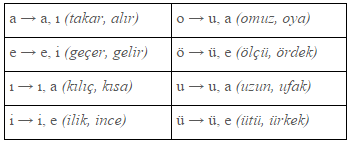 a → a, ı (takar, alır) o → u, a (omuz, oya)
e → e, i (geçer, gelir) ö → ü, e (ölçü, ördek)
ı → ı, a (kılıç, kısa) u → u, a (uzun, ufak)
i → i, e (ilik, ince) ü → ü, e (ütü, ürkek)